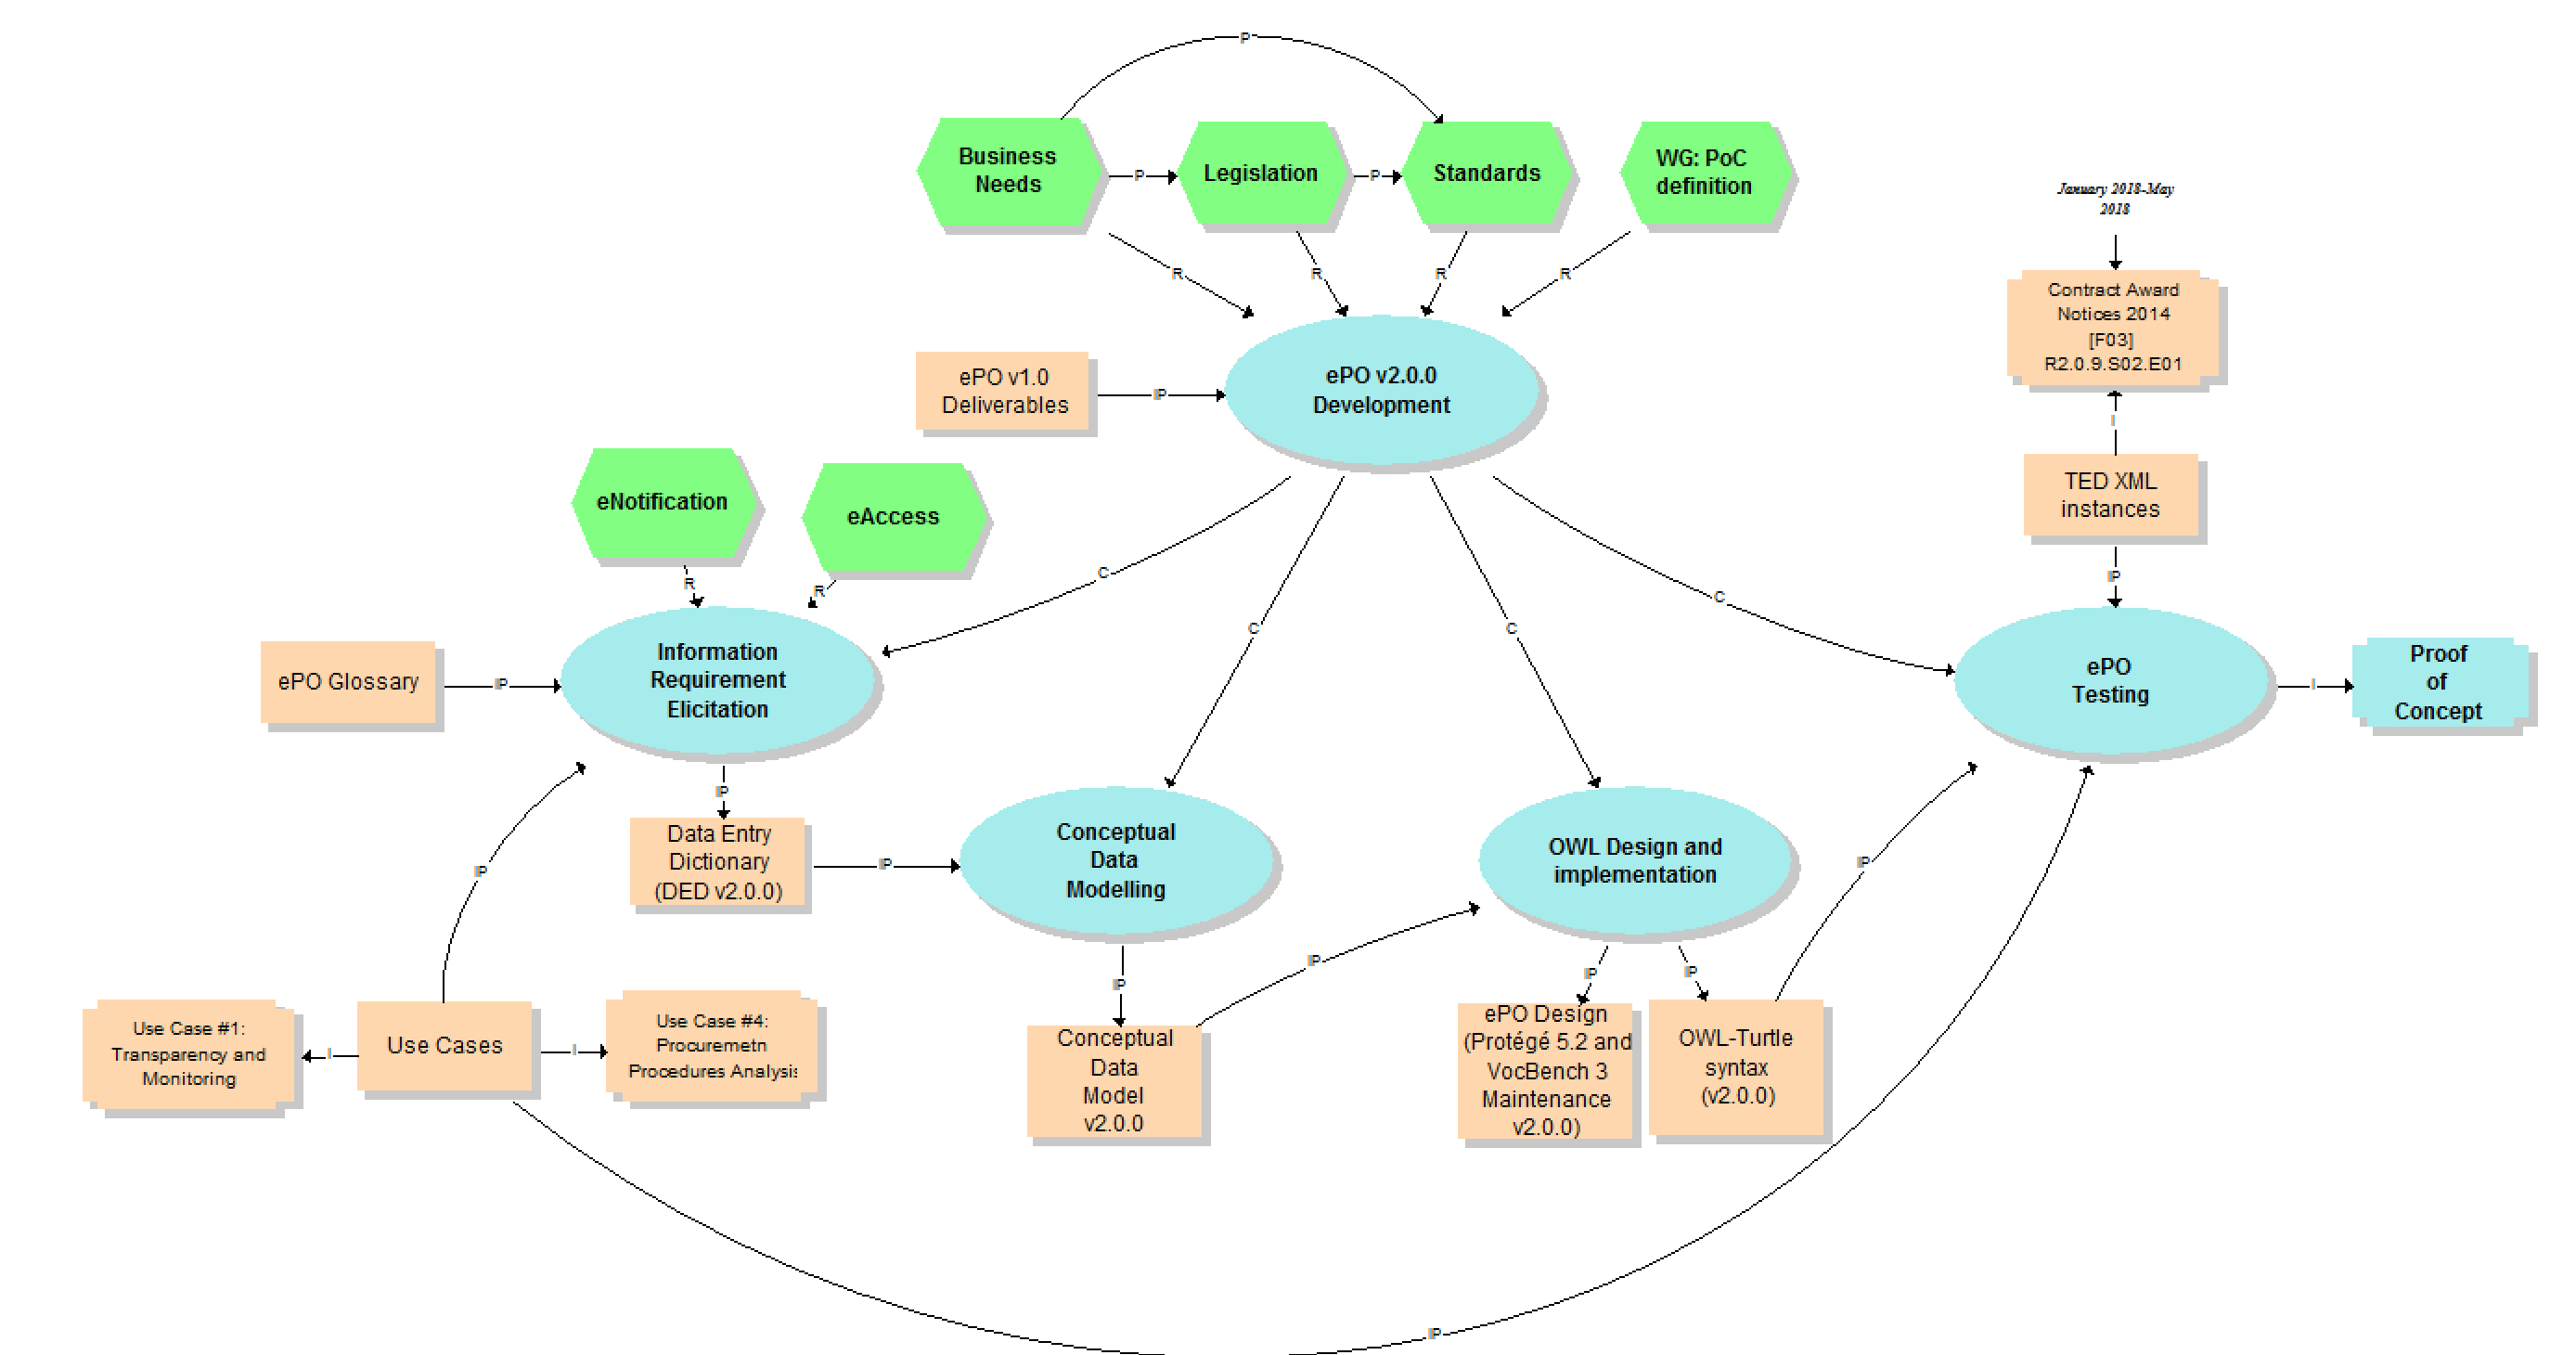 P
Business
Needs
P
Legislation
P
Standards
WG: PoC
definition
January 2018-May
2018
R
R
R
R
Contract Award
Notices 2014
[F03]
R2.0.9.S02.E01
ePO v1.0
Deliverables
IP
ePO v2.0.0
Development
I
TED XML
instances
eNotification
eAccess
R
R
C
C
C
C
IP
ePO Glossary
IP
Information
Requirement
Elicitation
ePO
Testing
I
Proof
of
Concept
IP
Data Entry
Dictionary
(DED v2.0.0)
IP
Conceptual
Data
Modelling
OWL Design and
implementation
IP
IP
IP
IP
IP
IP
Use Case #1:
Transparency and
Monitoring
I
Use Cases
I
Use Case #4:
Procuremetn
Procedures Analysis
Conceptual
Data
Model
v2.0.0
ePO Design
(Protégé 5.2 and
VocBench 3
Maintenance
v2.0.0)
OWL-Turtle
syntax
(v2.0.0)
IP